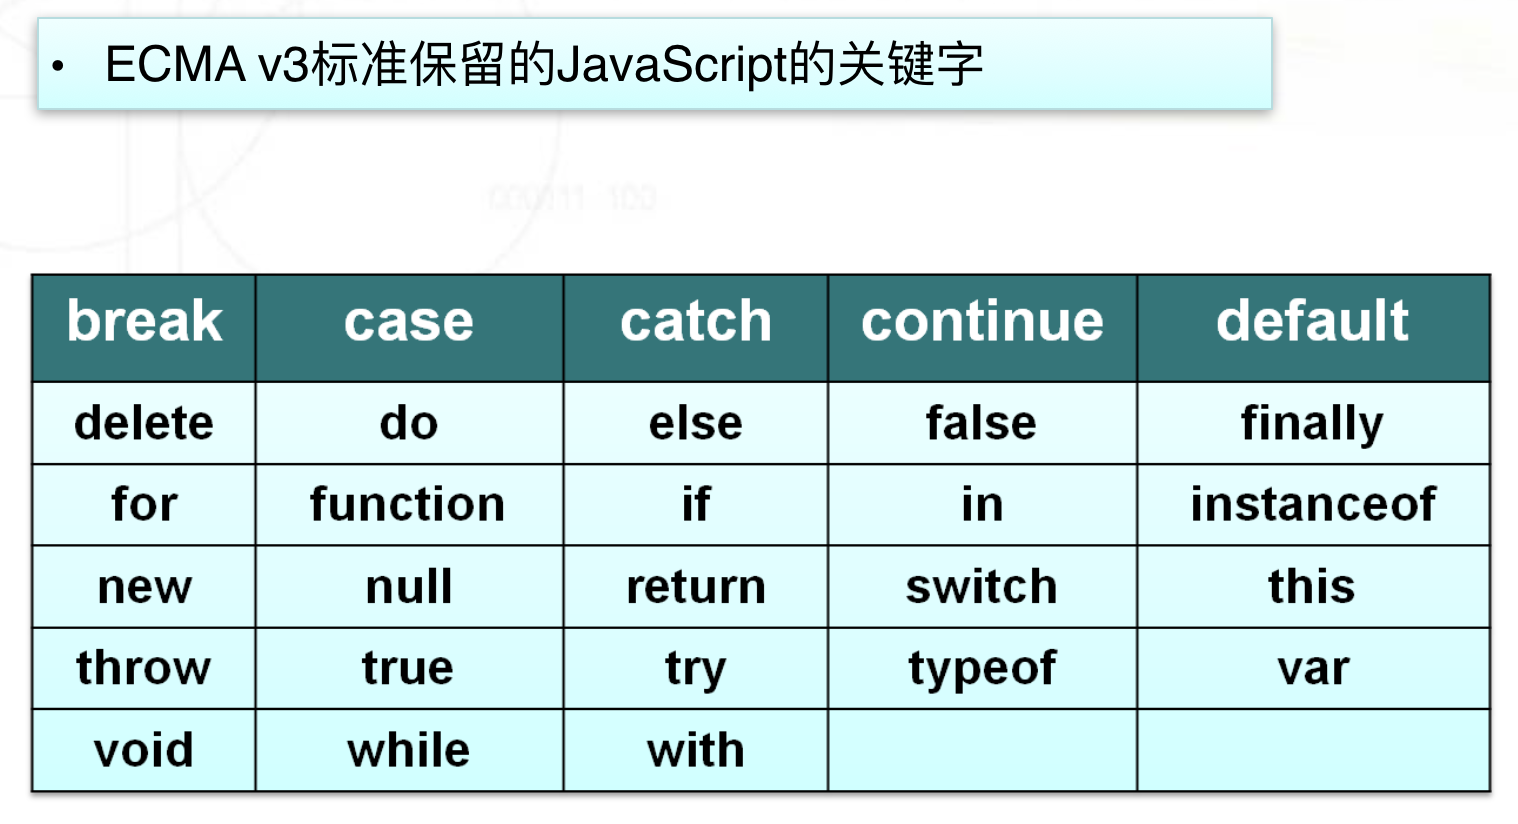 • ECMA v3标准保留的JavaScript的关键字
break case catch continue default
delete do else false finally
for function if in instanceof
new null return switch this
throw true try typeof var
void while with